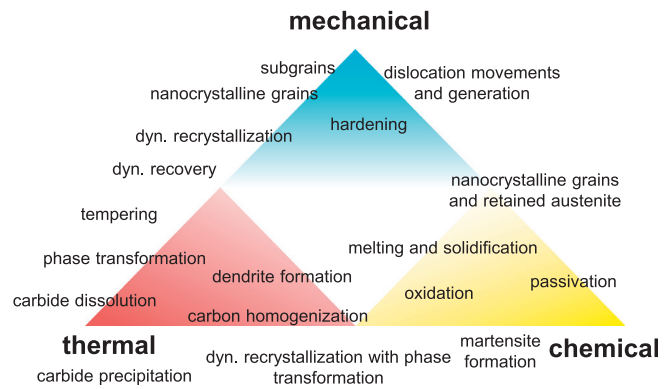 mechanical
subgrains
dislocation movements
and generation
nanocrystalline grains
hardening
dyn. recrystallization
dyn. recovery
nanocrystalline grains
and retained austenite
tempering
melting and solidification
phase transformation
dendrite formation
passivation
carbide dissolution
oxidation
carbon homogenization
thermal
martensite
formation
chemical
dyn. recrystallization with phase
transformation
carbide precipitation